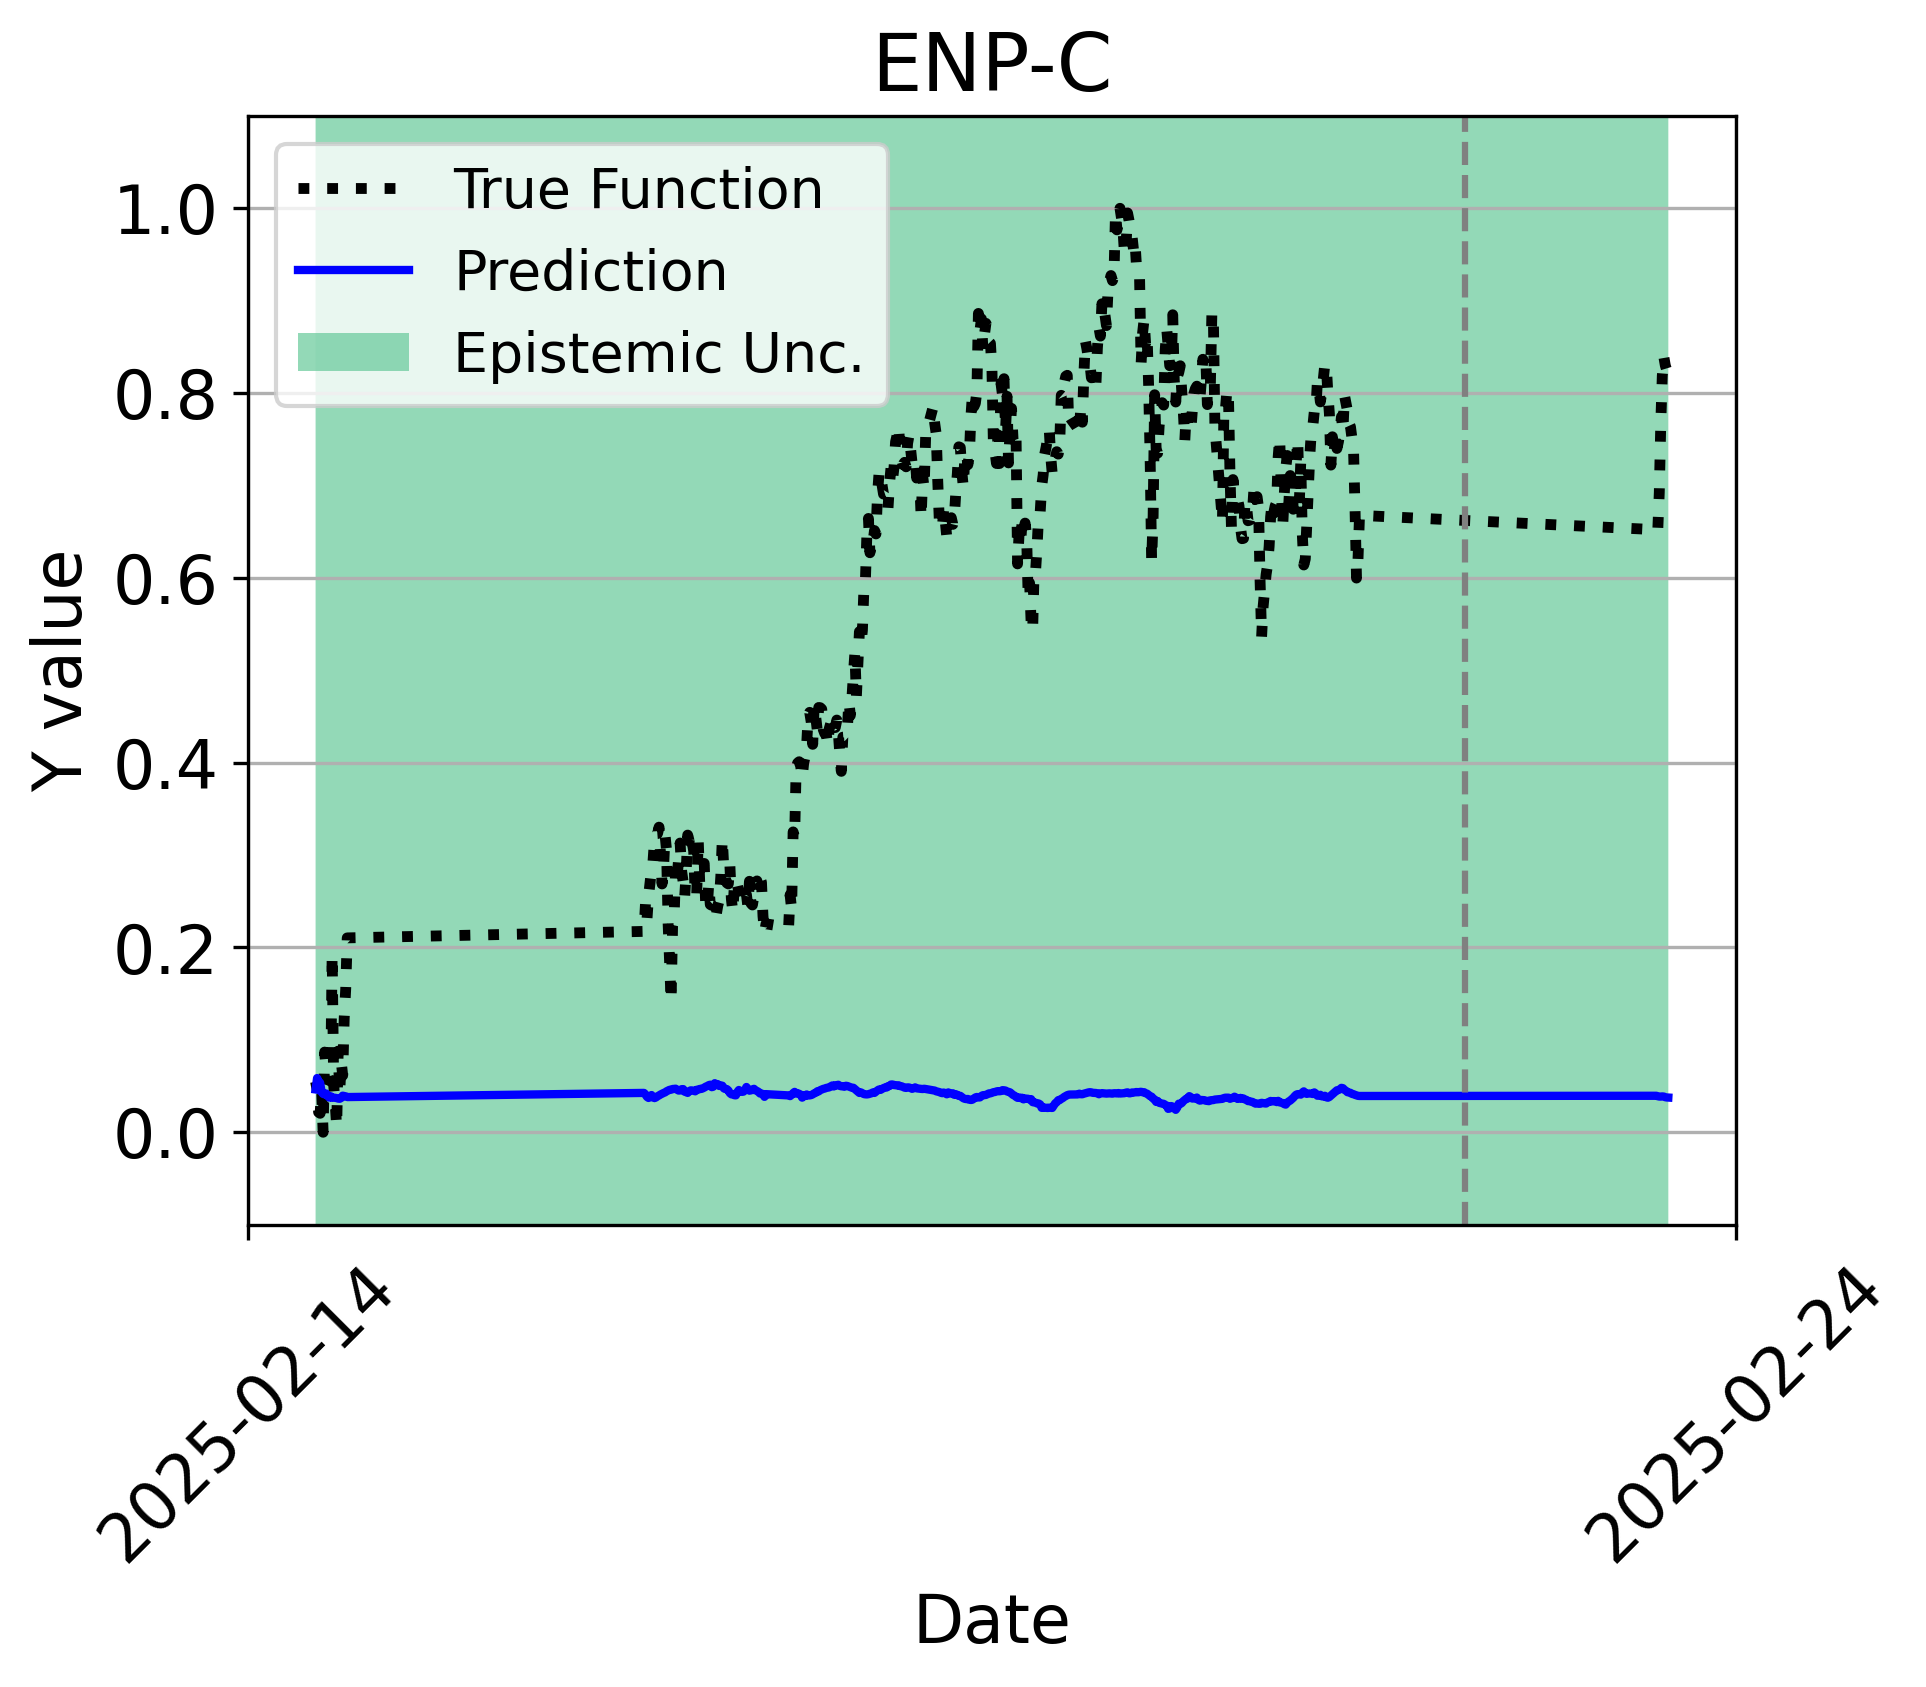 ENP-C
True Function
Prediction
Epistemic Unc.
1.0
0.8
0.6
0.4
0.2
0.0
Y value
2025-02-14
2025-02-24
Date